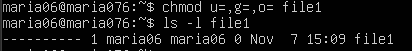 maria06@maria076:~$ chmod u=,g=,o= file1
maria06@maria076:~$ ls -l file1
---------- 1 maria06 maria06 0 Nov  7 15:09 file1